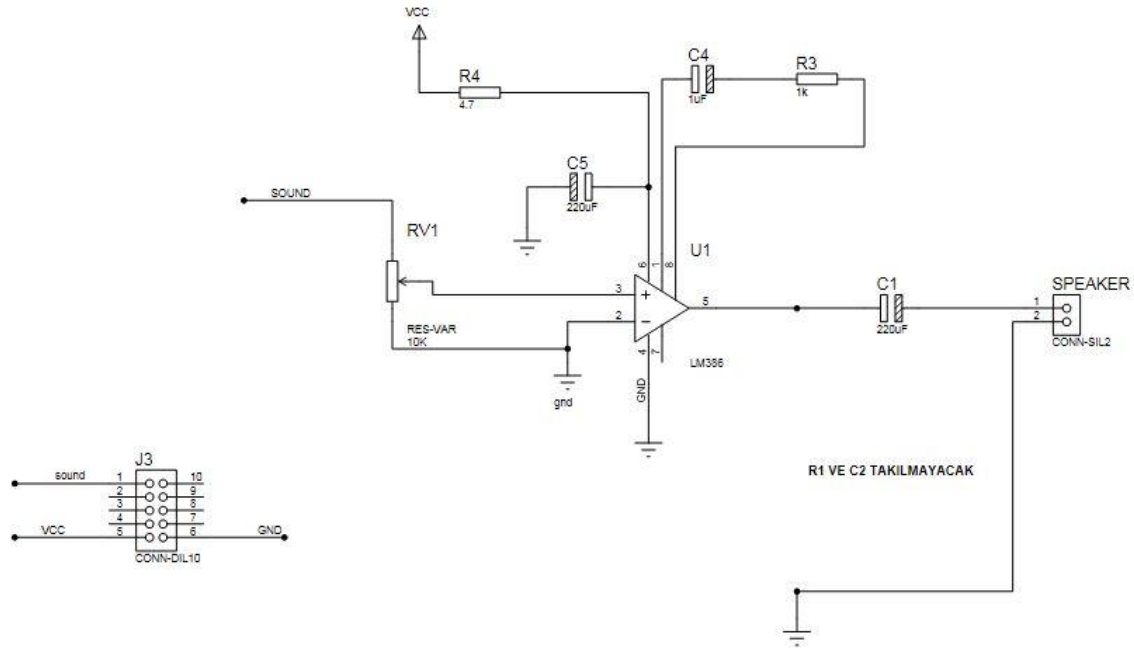 VCC
R4
4.7
C4
1uF
R3
1k
C5
220uF
SOUND
RV1
RES-VAR
10K
gnd
U1
6
1
8
3
2
5
4
7
GND
LM386
C1
220uF
SPEAKER
1
2
CONN-SIL2
R1 VE C2 TAKILMAYACAK
J3
sound
1
10
2
9
3
8
4
7
VCC
5
6
GND
CONN-DIL10